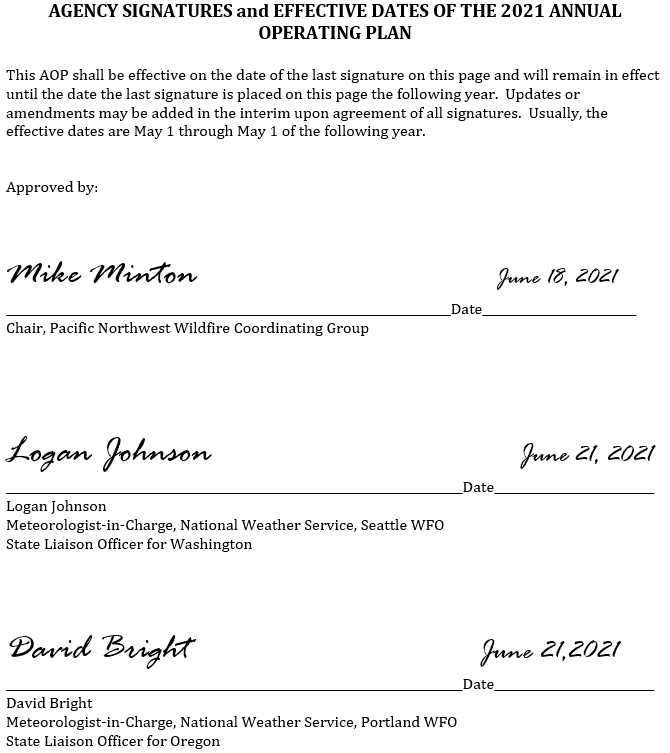 AGENCY SIGNATURES and EFFECTIVE DATES OF THE 2021 ANNUAL
OPERATING PLAN
This AOP shall be effective on the date of the last signature on this page and will remain in effect
until the date the last signature is placed on this page the following year. Updates or
amendments may be added in the interim upon agreement of all signatures. Usually, the
effective dates are May 1 through May 1 of the following year.
Approved by:
Mike Minton June 18, 2021
Date
Chair, Pacific Northwest Wildfire Coordinating Group
Logan Johnson June 21, 2021
Date
Logan Johnson
Meteorologist-in-Charge, National Weather Service, Seattle WFO
State Liaison Officer for Washington
David Bright June 21,2021
Date
David Bright
Meteorologist-in-Charge, National Weather Service, Portland WFO
State Liaison Officer for Oregon